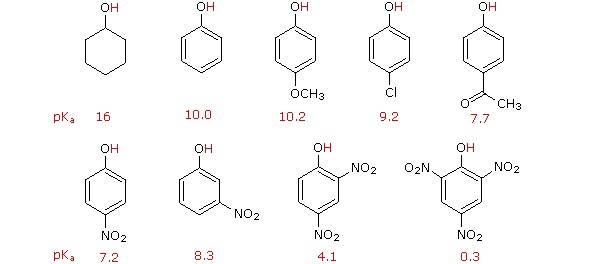 OH OH OH OH OH
OCH₃ Cl O CH₃
pKa 16 10.0 10.2 9.2 7.7
OH OH OH OH
NO₂ O₂N NO₂
NO₂ NO₂ NO₂ NO₂
pKa 7.2 8.3 4.1 0.3